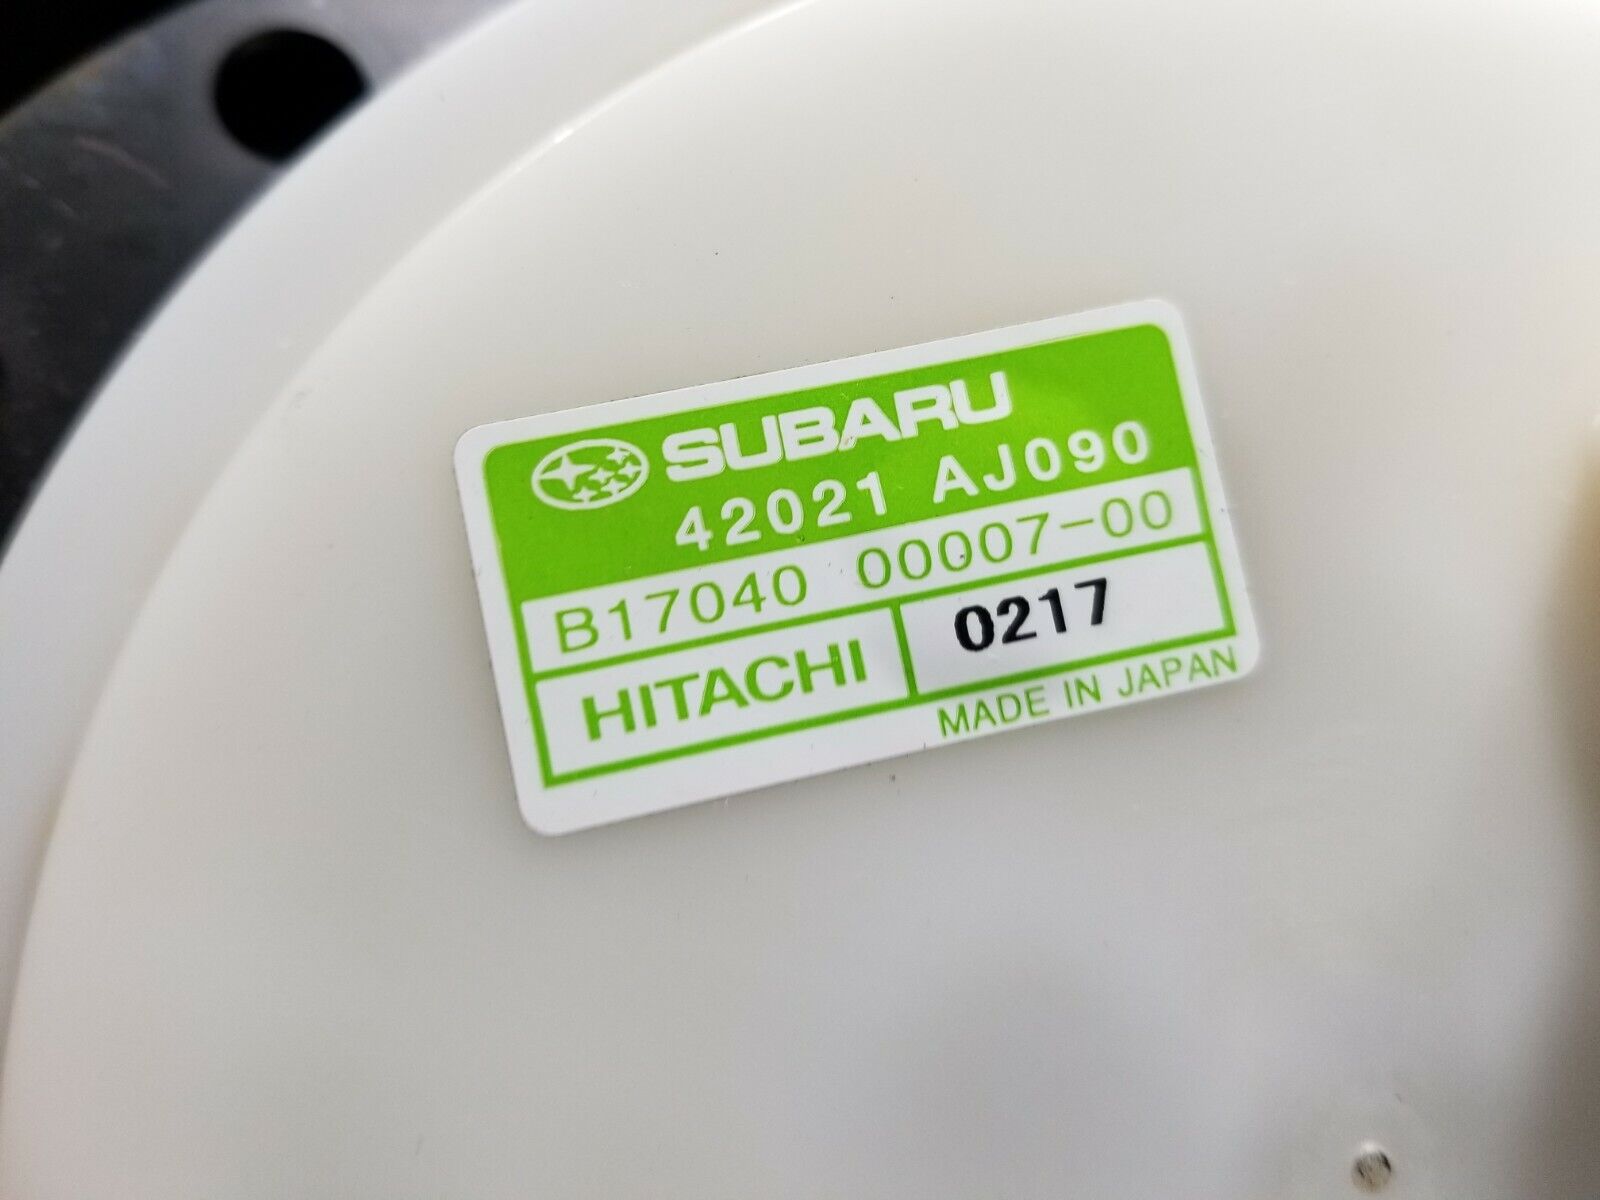 SUBARU
42021 AJ090
B17040 00007-00
HITACHI 0217
MADE IN JAPAN